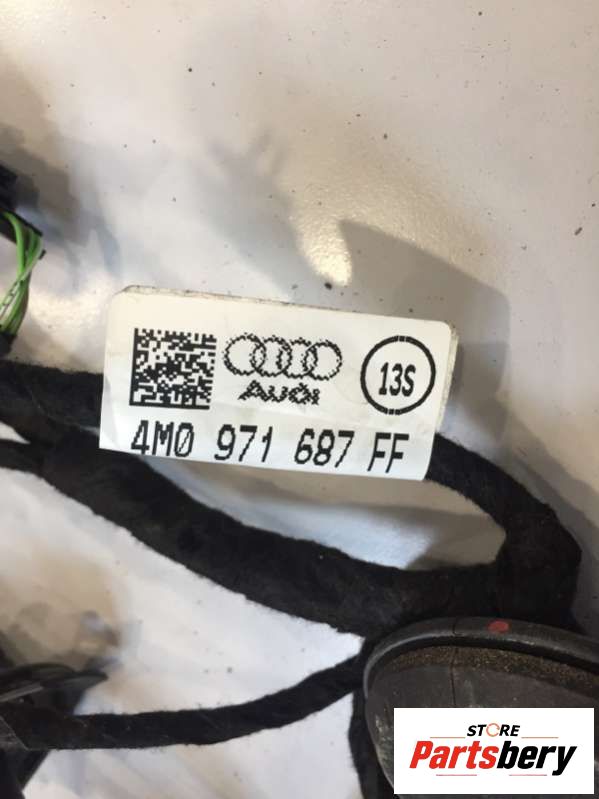 Audi
13S
4M0 971 687 FF
STORE
Partsbery